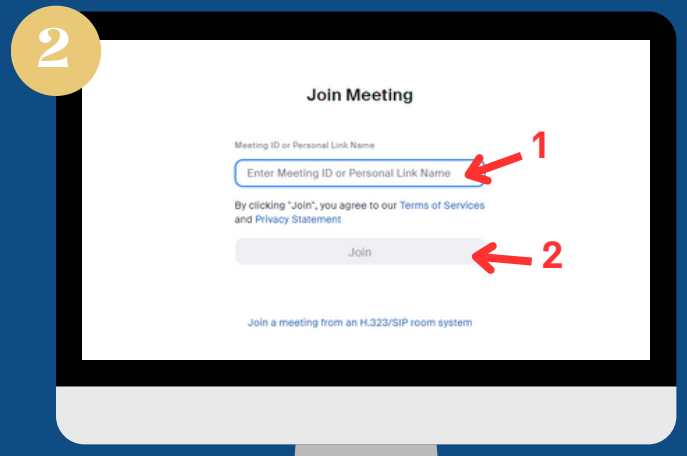 2
Join Meeting
Meeting ID or Personal Link Name
1
Enter Meeting ID or Personal Link Name
By clicking "Join", you agree to our Terms of Services
and Privacy Statement
Join
2
Join a meeting from an H.323/SIP room system